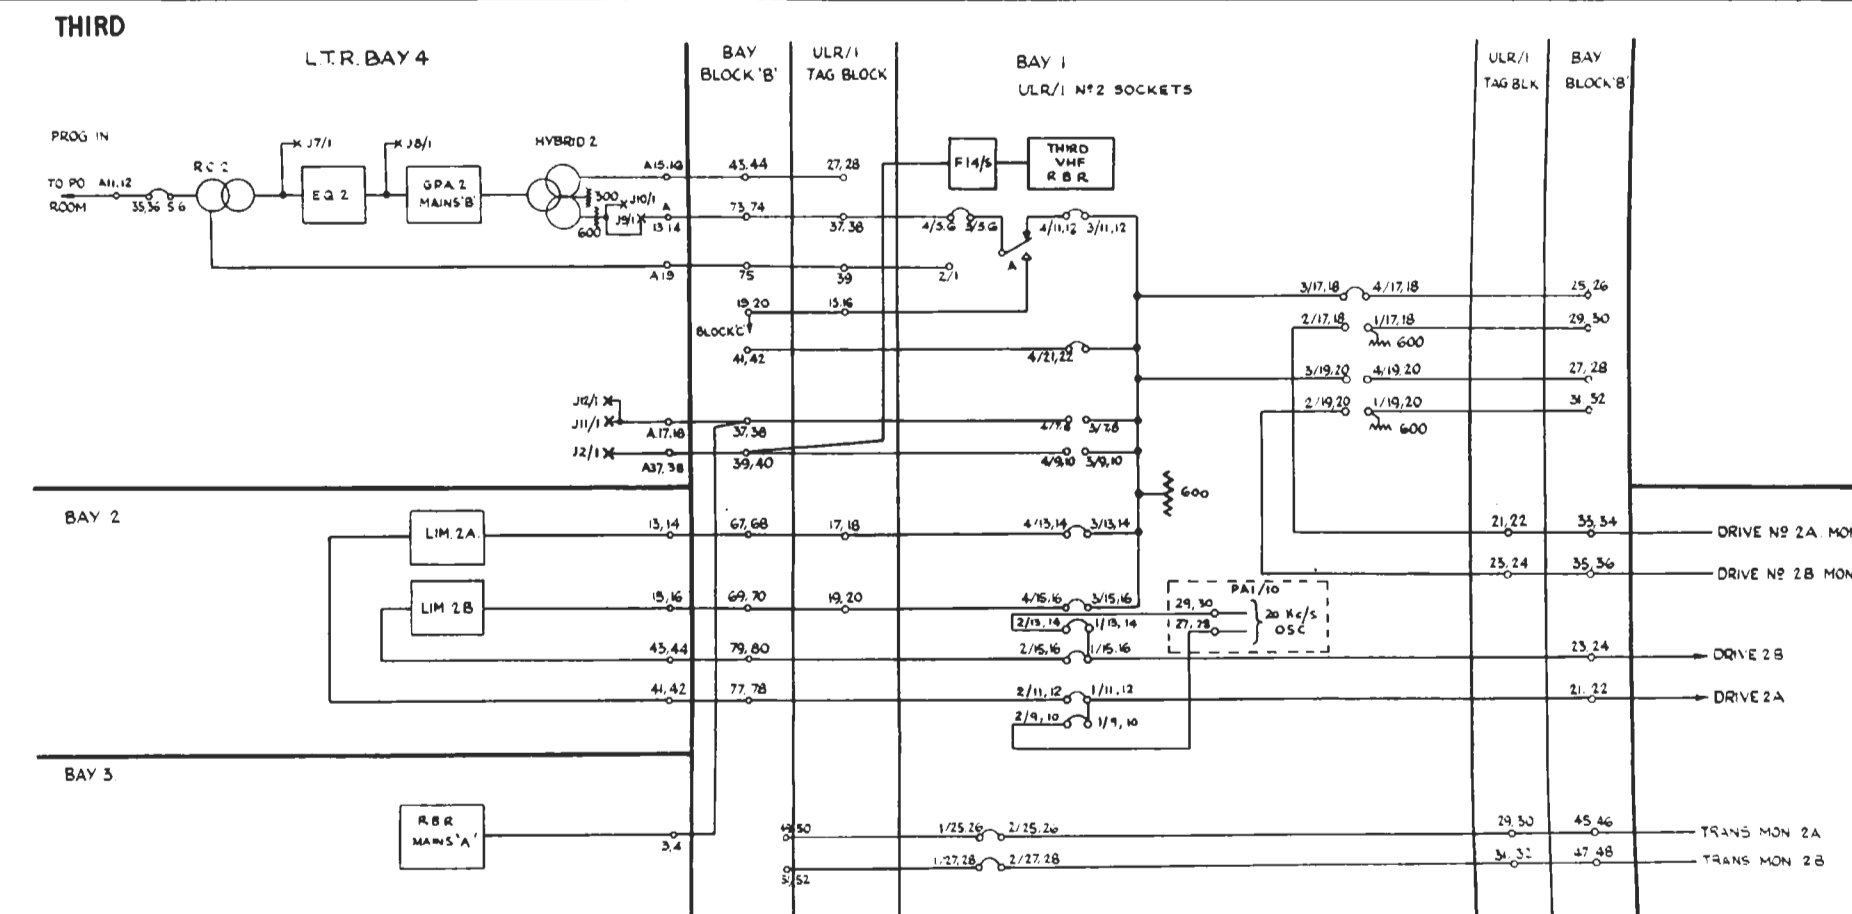 THIRD
L.T.R. BAY 4
BAY BLOCK 'B'
ULR/1 TAG BLOCK
BAY 1
ULR/1 Nº2 SOCKETS
ULR/1 TAG BLK
BAY BLOCK 'B'
PROG IN
TO PO ROOM
A11.12
35,36 5 6
RC 2
J7/1
EQ 2
J8/1
GPA 2 MAINS 'B'
HYBRID 2
300
J10/1
J9/1
600
A15.16
43,44
27,28
F14/S
THIRD VHF RBR
A 13 14
73,74
37,38
4/5.6 3/5.6
A
4/11,12 3/11,12
A19
75
39
2/1
19.20
15.16
BLOCK 'C'
41,42
4/21,22
3/17,18 4/17,18
25,26
2/17,18 1/17,18
600
29,30
3/19,20 4/19,20
27,28
2/19,20 1/19,20
600
J12/1
J11/1
A.17.18
37,38
3/7.8
J2/1
A37,38
39,40
4/9,10 3/9,10
600
BAY 2
LIM. 2A
13,14
67,68
17,18
4/13,14 3/13,14
21,22
33,34
DRIVE Nº 2A. MON
23,24
35,36
DRIVE Nº 2B MON
LIM 2B
15,16
69,70
19,20
4/15,16 3/15,16
PA1/10
29,30
27,28
20 Kc/s OSC
2/13,14 1/13,14
43,44
79,80
2/15,16 1/15.16
23,24
DRIVE 2B
41,42
77,78
2/11,12 1/11,12
21,22
DRIVE 2A
2/9,10 1/9,10
BAY 3
RBR MAINS 'A'
3,4
49,50
1/25.26 2/25.26
29,30
45,46
TRANS MON 2A
51,52
1/27,28 2/27,28
31,32
47,48
TRANS MON 2B